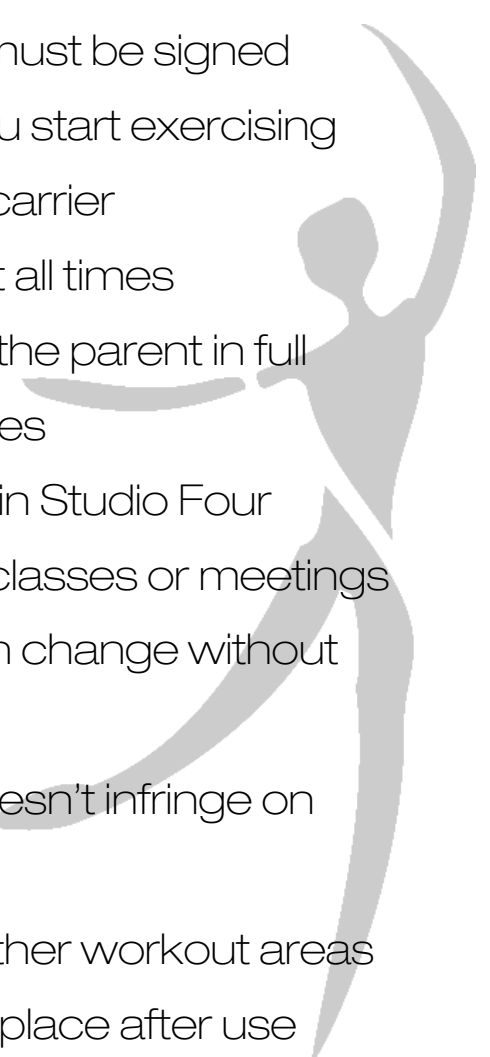 must be signed
u start exercising
carrier
t all times
the parent in full
es
in Studio Four
classes or meetings
n change without
esn't infringe on
ther workout areas
place after use